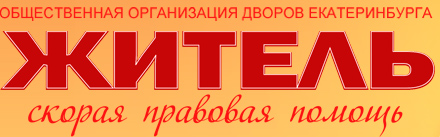 ОБЩЕСТВЕННАЯ ОРГАНИЗАЦИЯ ДВОРОВ ЕКАТЕРИНБУРГА
ЖИТЕЛЬ
скорая правовая помощь